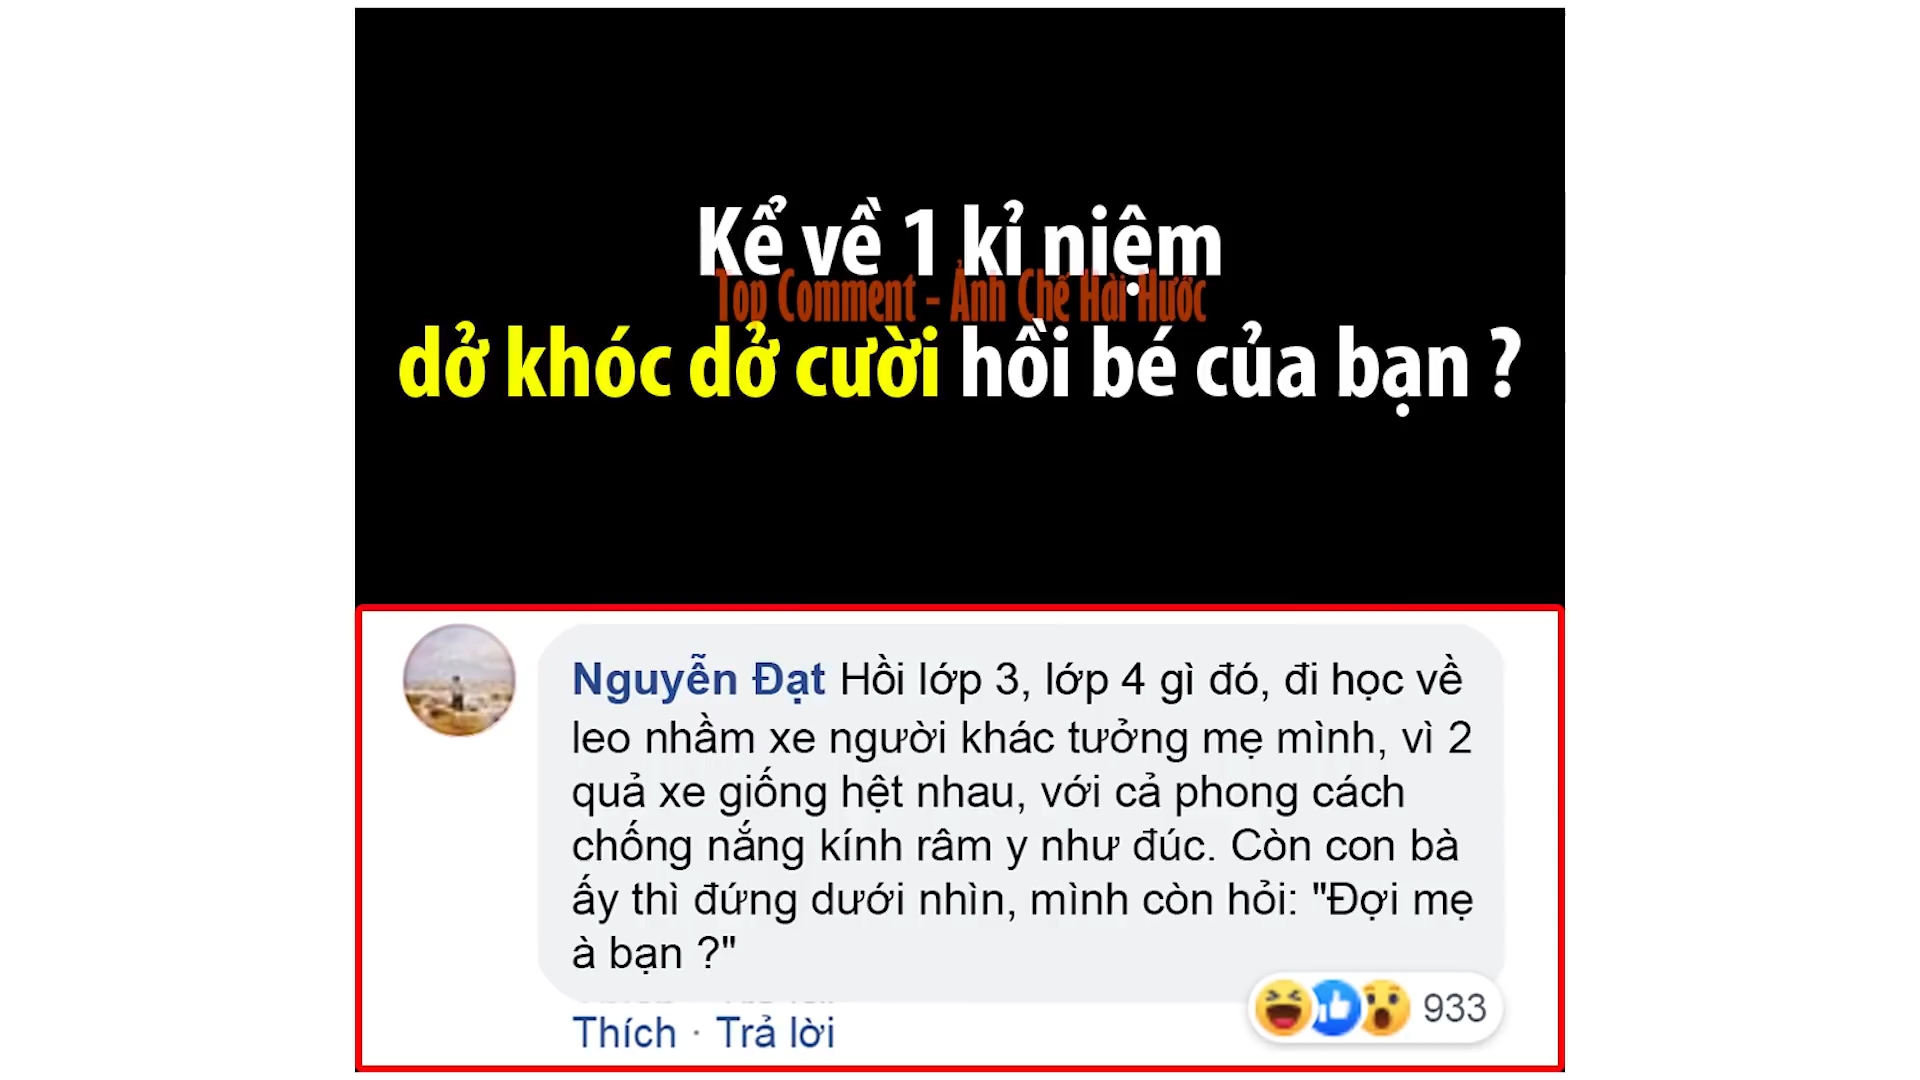 Kể về 1 kỉ niệm
Top Comment - Ảnh Chế Hài Hước
dở khóc dở cười hồi bé của bạn ?
Nguyễn Đạt Hồi lớp 3, lớp 4 gì đó, đi học về
leo nhầm xe người khác tưởng mẹ mình, vì 2
quả xe giống hệt nhau, với cả phong cách
chống nắng kính râm y như đúc. Còn con bà
ấy thì đứng dưới nhìn, mình còn hỏi: "Đợi mẹ
à bạn ?"
933
Thích · Trả lời